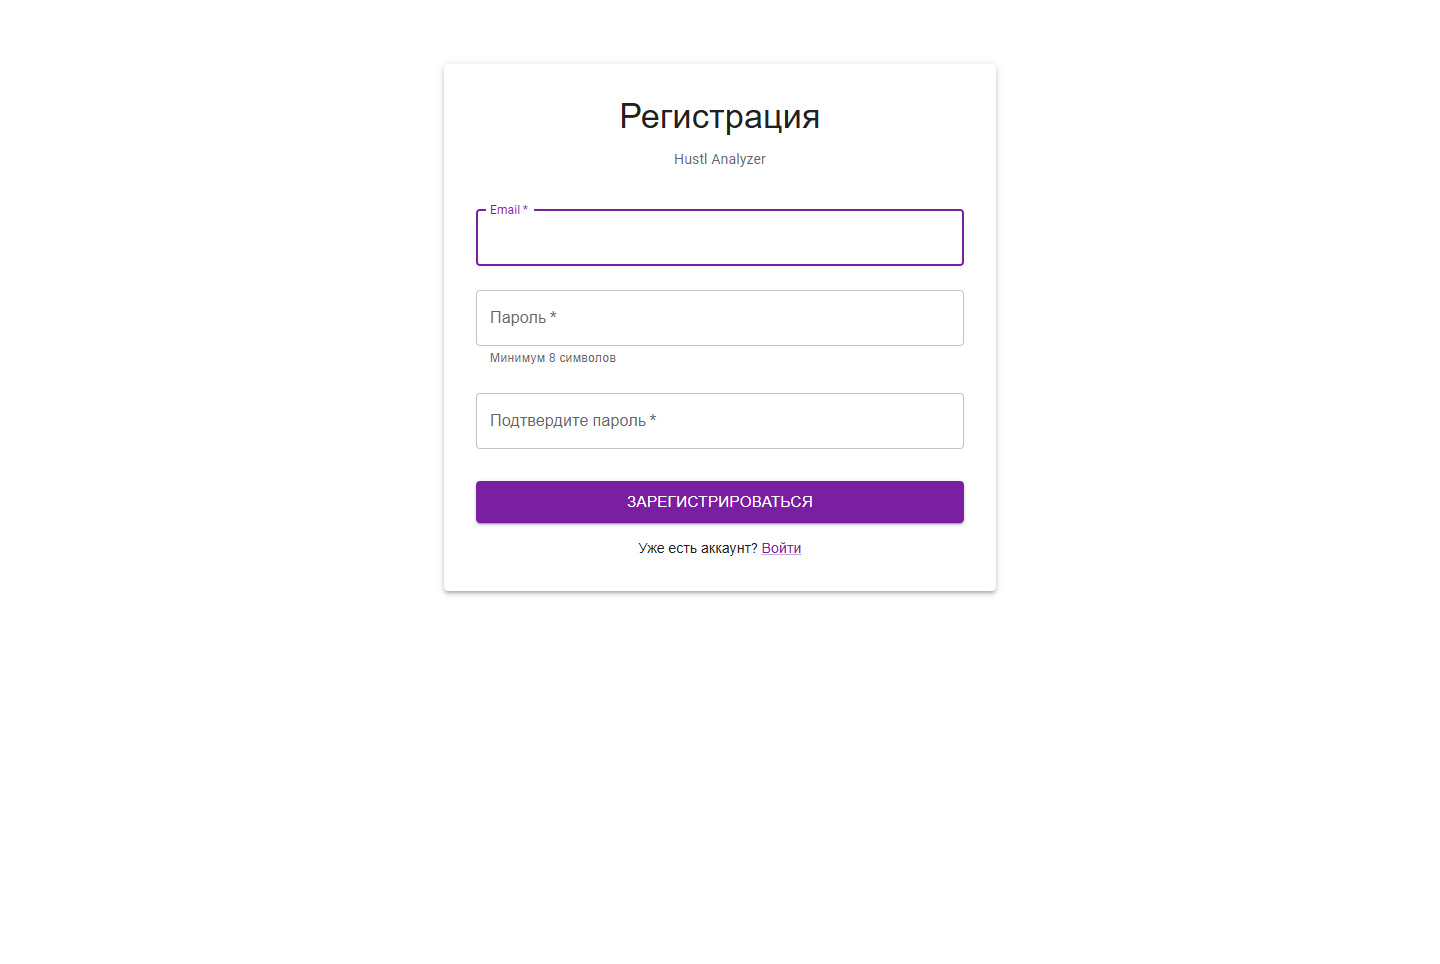 Регистрация
Hustl Analyzer
Email *
Пароль *
Минимум 8 символов
Подтвердите пароль *
ЗАРЕГИСТРИРОВАТЬСЯ
Уже есть аккаунт? Войти